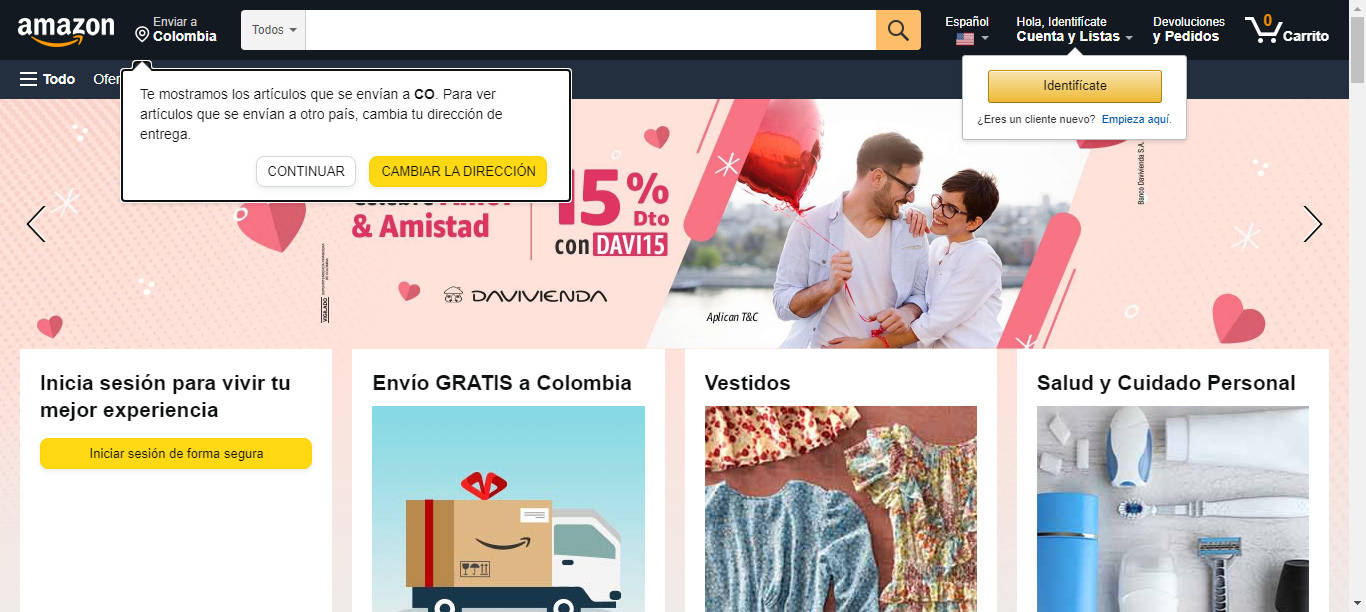 amazon
Enviar a
Colombia
Todos
Español
Hola, Identifícate
Cuenta y Listas
Devoluciones
y Pedidos
0
Carrito
Todo
Ofer
Te mostramos los artículos que se envían a CO. Para ver
artículos que se envían a otro país, cambia tu dirección de
entrega.
CONTINUAR
CAMBIAR LA DIRECCIÓN
Identifícate
¿Eres un cliente nuevo? Empieza aquí.
& Amistad
15%
Dto
con DAVI15
DAVIVIENDA
VIGILADO
Aplican T&C
Banco Davivienda S.A.
Inicia sesión para vivir tu
mejor experiencia
Iniciar sesión de forma segura
Envío GRATIS a Colombia
Vestidos
Salud y Cuidado Personal